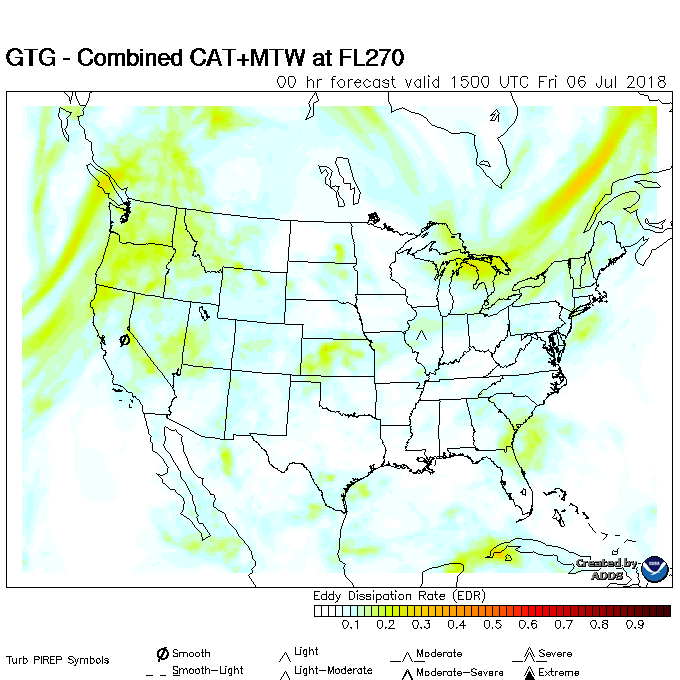 GTG - Combined CAT+MTW at FL270
00 hr forecast valid 1500 UTC Fri 06 Jul 2018
Created by
ADDS
Eddy Dissipation Rate (EDR)
0.1 0.2 0.3 0.4 0.5 0.6 0.7 0.8 0.9
Turb PIREP Symbols
Smooth Light Moderate Severe
Smooth-Light Light-Moderate Moderate-Severe Extreme